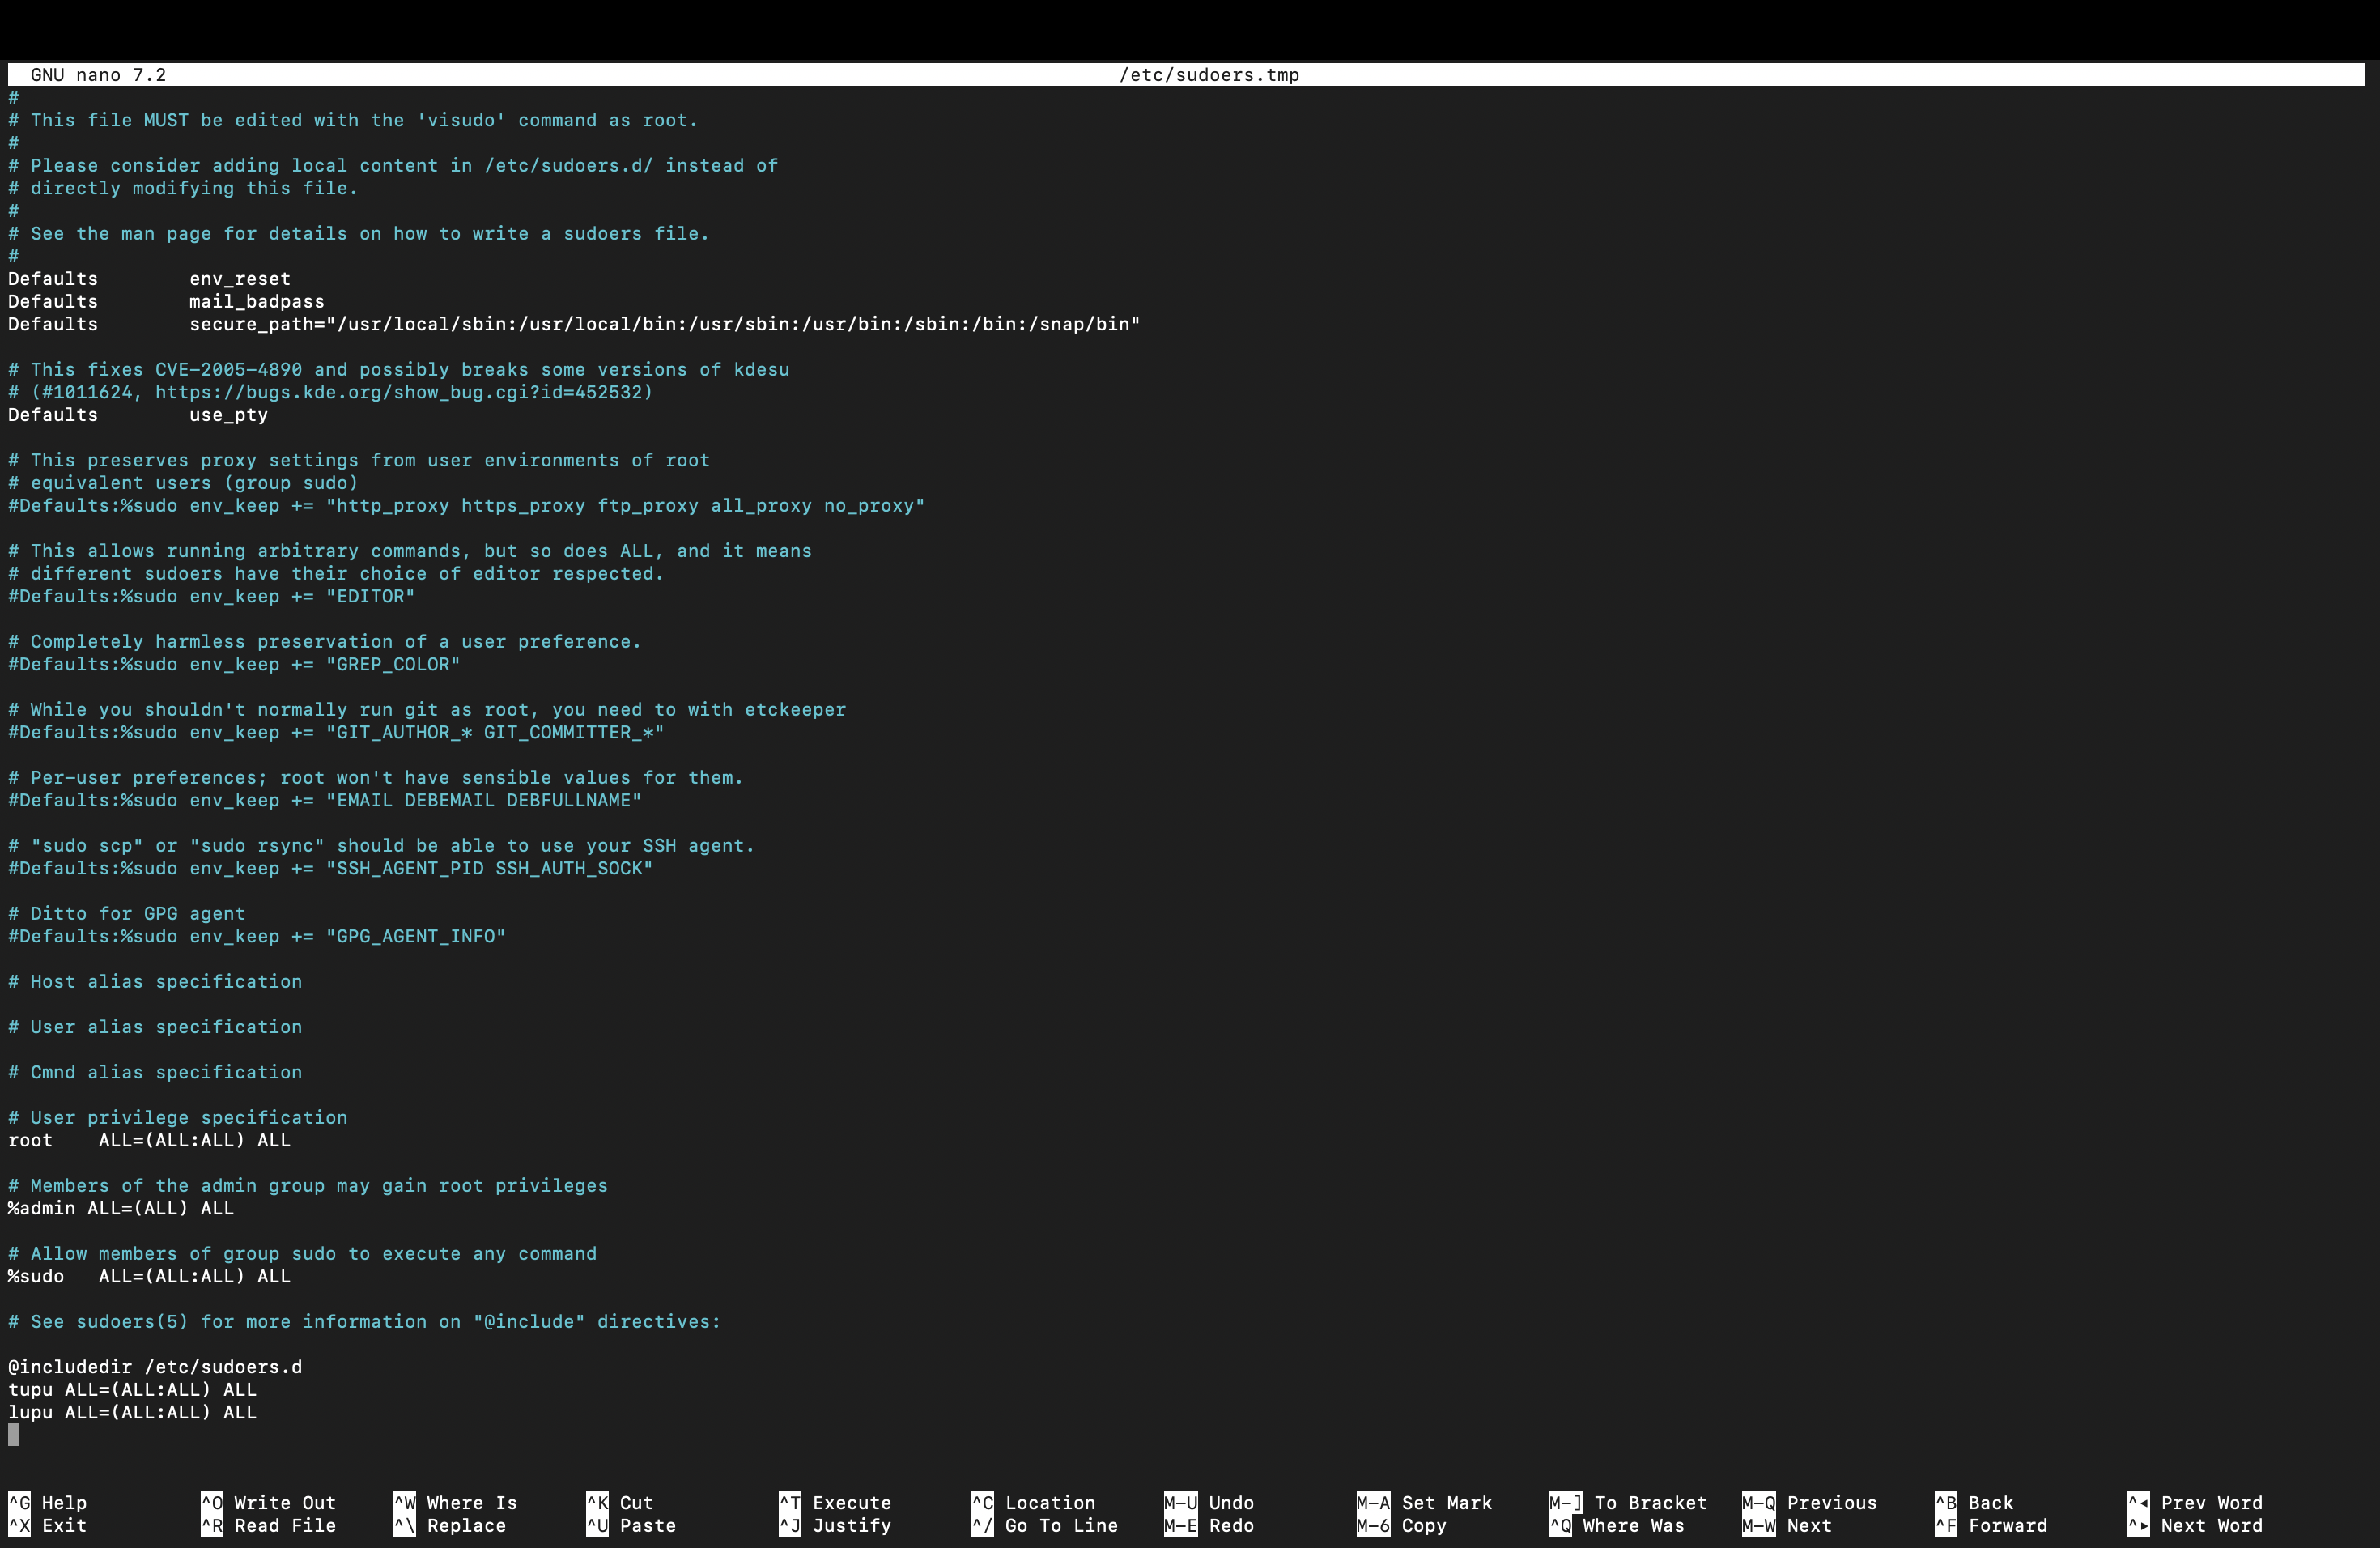 GNU nano 7.2 /etc/sudoers.tmp
#
# This file MUST be edited with the 'visudo' command as root.
#
# Please consider adding local content in /etc/sudoers.d/ instead of
# directly modifying this file.
#
# See the man page for details on how to write a sudoers file.
#
Defaults        env_reset
Defaults        mail_badpass
Defaults        secure_path="/usr/local/sbin:/usr/local/bin:/usr/sbin:/usr/bin:/sbin:/bin:/snap/bin"

# This fixes CVE-2005-4890 and possibly breaks some versions of kdesu
# (#1011624, https://bugs.kde.org/show_bug.cgi?id=452532)
Defaults        use_pty

# This preserves proxy settings from user environments of root
# equivalent users (group sudo)
#Defaults:%sudo env_keep += "http_proxy https_proxy ftp_proxy all_proxy no_proxy"

# This allows running arbitrary commands, but so does ALL, and it means
# different sudoers have their choice of editor respected.
#Defaults:%sudo env_keep += "EDITOR"

# Completely harmless preservation of a user preference.
#Defaults:%sudo env_keep += "GREP_COLOR"

# While you shouldn't normally run git as root, you need to with etckeeper
#Defaults:%sudo env_keep += "GIT_AUTHOR_* GIT_COMMITTER_*"

# Per-user preferences; root won't have sensible values for them.
#Defaults:%sudo env_keep += "EMAIL DEBEMAIL DEBFULLNAME"

# "sudo scp" or "sudo rsync" should be able to use your SSH agent.
#Defaults:%sudo env_keep += "SSH_AGENT_PID SSH_AUTH_SOCK"

# Ditto for GPG agent
#Defaults:%sudo env_keep += "GPG_AGENT_INFO"

# Host alias specification

# User alias specification

# Cmnd alias specification

# User privilege specification
root    ALL=(ALL:ALL) ALL

# Members of the admin group may gain root privileges
%admin ALL=(ALL) ALL

# Allow members of group sudo to execute any command
%sudo   ALL=(ALL:ALL) ALL

# See sudoers(5) for more information on "@include" directives:

@includedir /etc/sudoers.d
tupu ALL=(ALL:ALL) ALL
lupu ALL=(ALL:ALL) ALL

^G Help ^O Write Out ^W Where Is ^K Cut ^T Execute ^C Location M-U Undo M-A Set Mark M-] To Bracket M-Q Previous ^B Back ^◂ Prev Word
^X Exit ^R Read File ^\ Replace ^U Paste ^J Justify ^/ Go To Line M-E Redo M-6 Copy ^Q Where Was M-W Next ^F Forward ^▸ Next Word